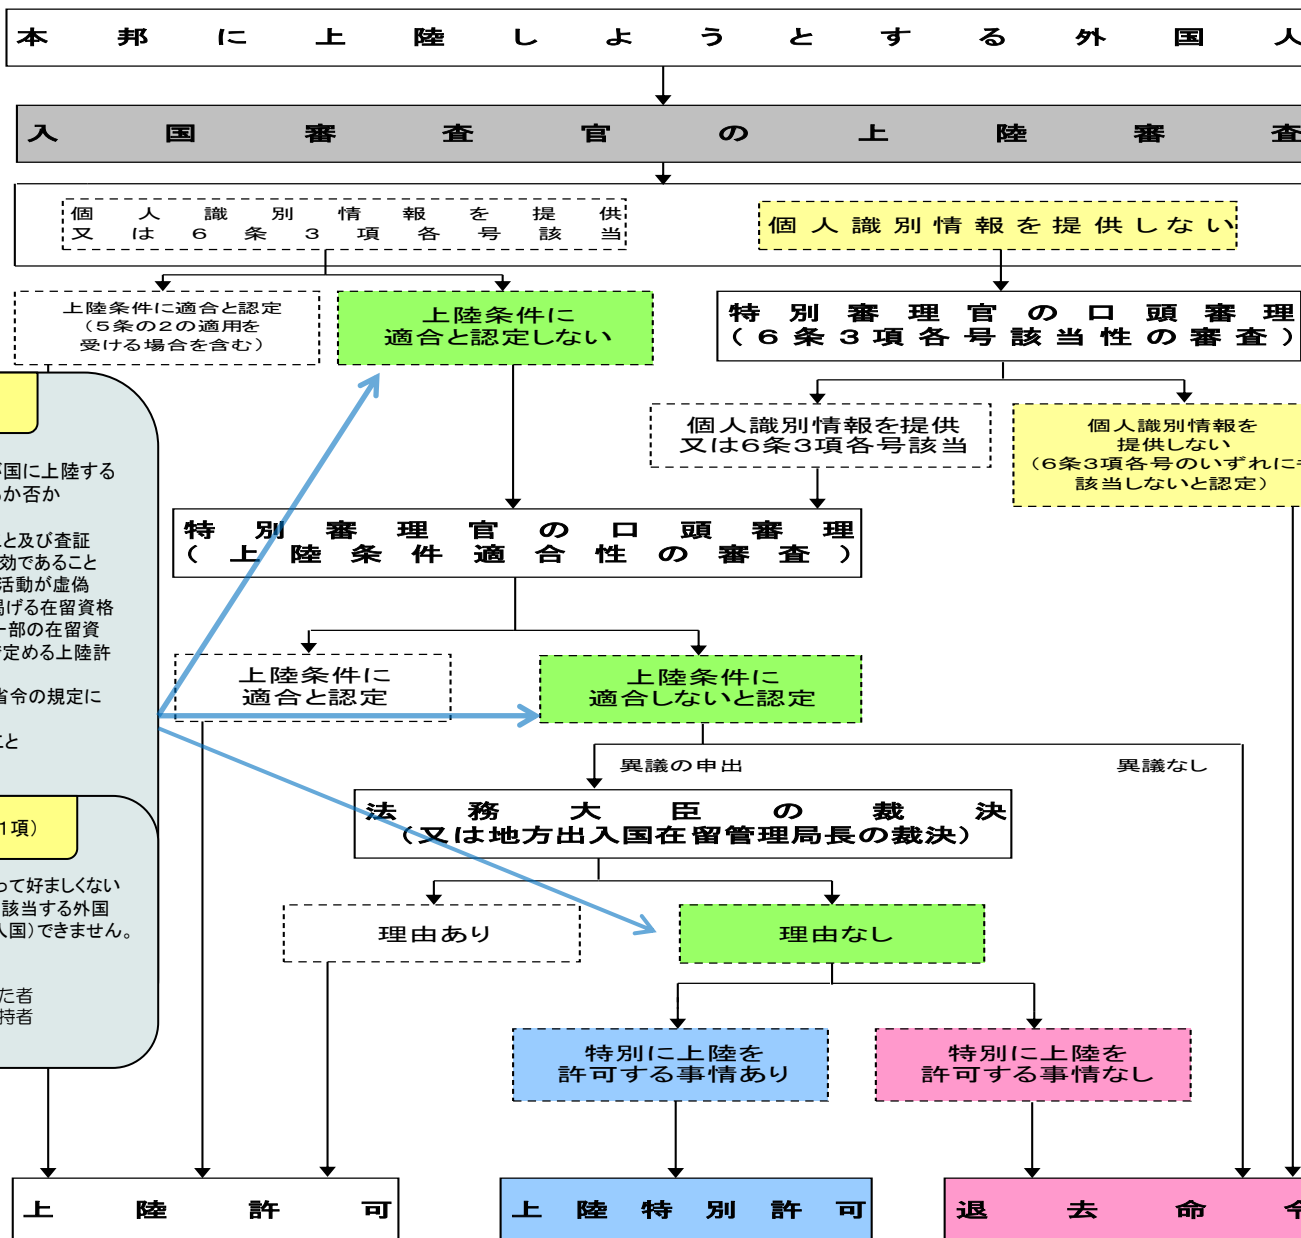 本邦に上陸しようとする外国人
入国審査官の上陸審査
個人識別情報を提供
又は６条３項各号該当
個人識別情報を提供しない
上陸条件に適合と認定
（５条の２の適用を
受ける場合を含む）
上陸条件に
適合と認定しない
特別審理官の口頭審理
（６条３項各号該当性の審査）
個人識別情報を提供
又は６条３項各号該当
個人識別情報を
提供しない
（６条３項各号のいずれに
該当しないと認定）
国に上陸する
か否か
と及び査証
効であること
活動が虚偽
げる在留資格
一部の在留資
定める上陸許
省令の規定に
こと
特別審理官の口頭審理
（上陸条件適合性の審査）
上陸条件に
適合と認定
上陸条件に
適合しないと認定
異議の申出
異議なし
法務大臣の裁決
（又は地方出入国在留管理局長の裁決）
1項）
って好ましくない
該当する外国
入国）できません。
た者
持者
理由あり
理由なし
特別に上陸を
許可する事情あり
特別に上陸を
許可する事情なし
上陸許可
上陸特別許可
退去命令